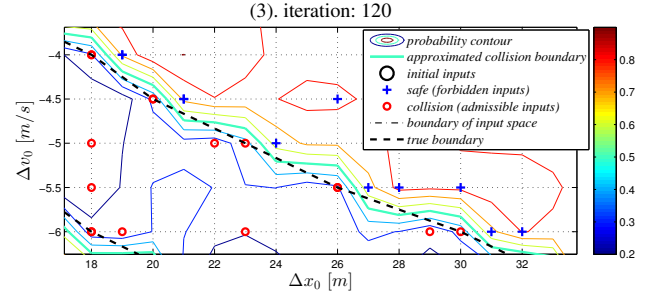 (3). iteration: 120
probability contour
approximated collision boundary
initial inputs
safe (forbidden inputs)
collision (admissible inputs)
boundary of input space
true boundary
-4
-4.5
-5
-5.5
-6
Δv₀ [m/s]
18 20 22 24 26 28 30 32
Δx₀ [m]
0.8
0.7
0.6
0.5
0.4
0.3
0.2